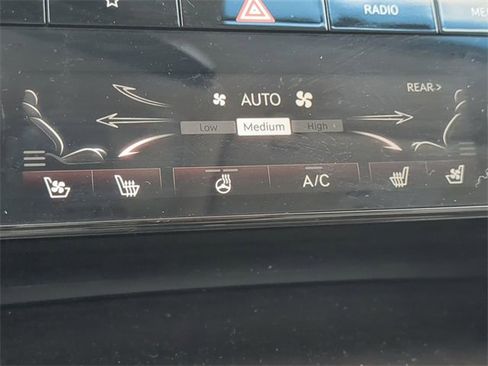 RADIO
REAR >
AUTO
Low Medium High
A/C